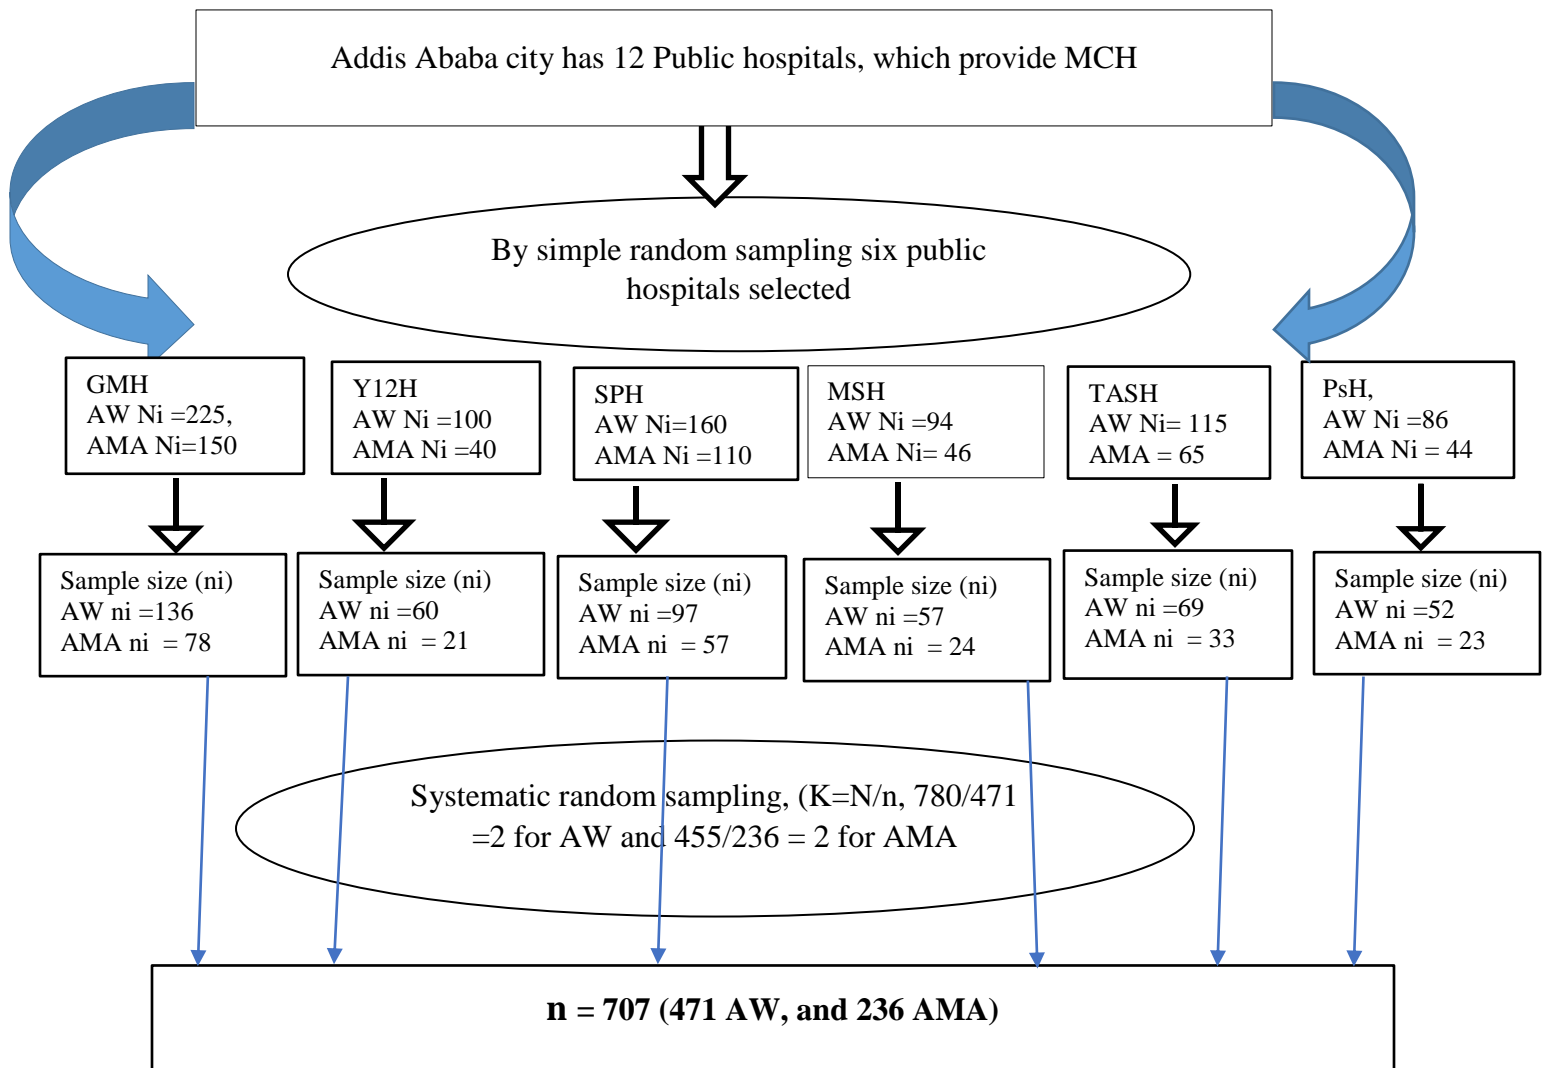 Addis Ababa city has 12 Public hospitals, which provide MCH
By simple random sampling six public
hospitals selected
GMH
AW Ni =225,
AMA Ni=150
Y12H
AW Ni =100
AMA Ni =40
SPH
AW Ni=160
AMA Ni =110
MSH
AW Ni =94
AMA Ni= 46
TASH
AW Ni= 115
AMA = 65
PsH,
AW Ni =86
AMA Ni = 44
Sample size (ni)
AW ni =136
AMA ni = 78
Sample size (ni)
AW ni =60
AMA ni = 21
Sample size (ni)
AW ni =97
AMA ni = 57
Sample size (ni)
AW ni =57
AMA ni = 24
Sample size (ni)
AW ni =69
AMA ni = 33
Sample size (ni)
AW ni =52
AMA ni = 23
Systematic random sampling, (K=N/n, 780/471
=2 for AW and 455/236 = 2 for AMA
n = 707 (471 AW, and 236 AMA)